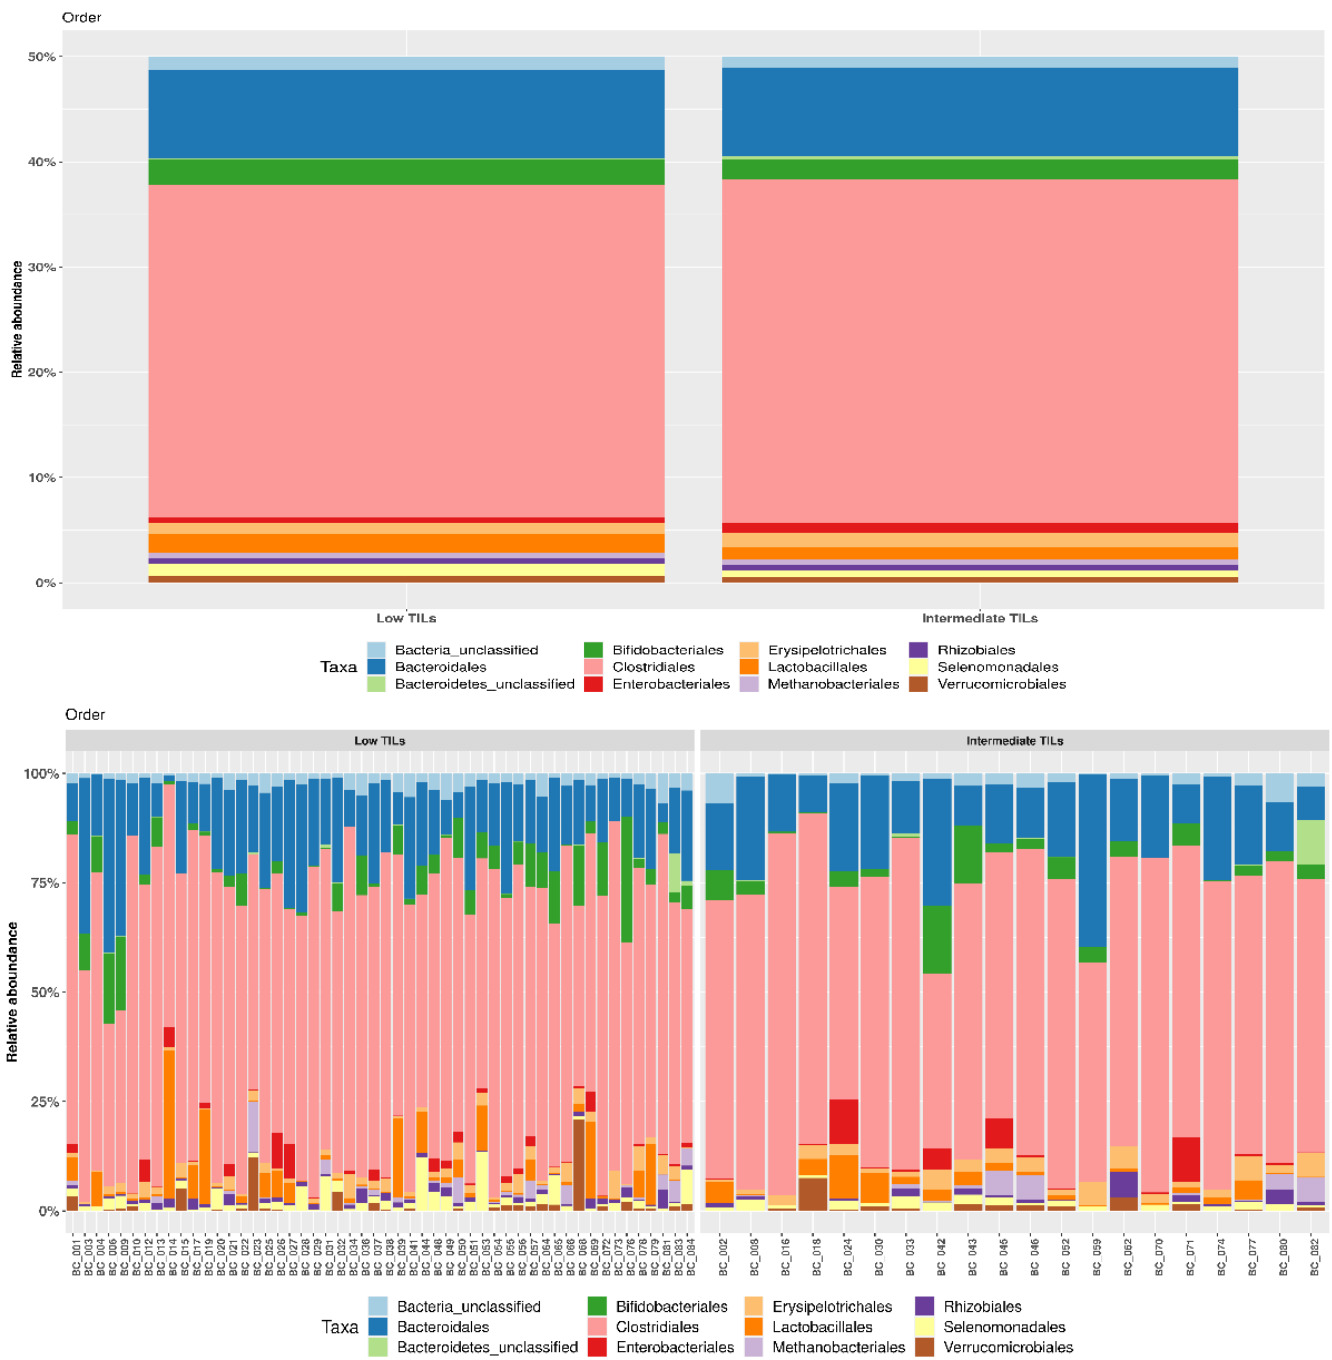 Order
50%
40%
30%
20%
10%
0%
Relative aboundance
Low TILs Intermediate TILs
Taxa
Bacteria_unclassified Bifidobacteriales Erysipelotrichales Rhizobiales
Bacteroidales Clostridiales Lactobacillales Selenomonadales
Bacteroidetes_unclassified Enterobacteriales Methanobacteriales Verrucomicrobiales
Order
Low TILs Intermediate TILs
100%
75%
50%
25%
0%
Relative aboundance
BC_001
BC_003
BC_004
BC_006
BC_009
BC_010
BC_012
BC_013
BC_014
BC_015
BC_017
BC_019
BC_020
BC_021
BC_022
BC_023
BC_025
BC_026
BC_027
BC_028
BC_029
BC_031
BC_032
BC_034
BC_036
BC_037
BC_038
BC_039
BC_041
BC_044
BC_048
BC_049
BC_050
BC_051
BC_053
BC_054
BC_055
BC_056
BC_057
BC_064
BC_065
BC_066
BC_068
BC_069
BC_072
BC_073
BC_076
BC_078
BC_079
BC_081
BC_083
BC_084
BC_002
BC_008
BC_016
BC_018
BC_024
BC_030
BC_033
BC_042
BC_043
BC_045
BC_046
BC_052
BC_059
BC_062
BC_070
BC_071
BC_074
BC_077
BC_080
BC_082
Taxa
Bacteria_unclassified Bifidobacteriales Erysipelotrichales Rhizobiales
Bacteroidales Clostridiales Lactobacillales Selenomonadales
Bacteroidetes_unclassified Enterobacteriales Methanobacteriales Verrucomicrobiales